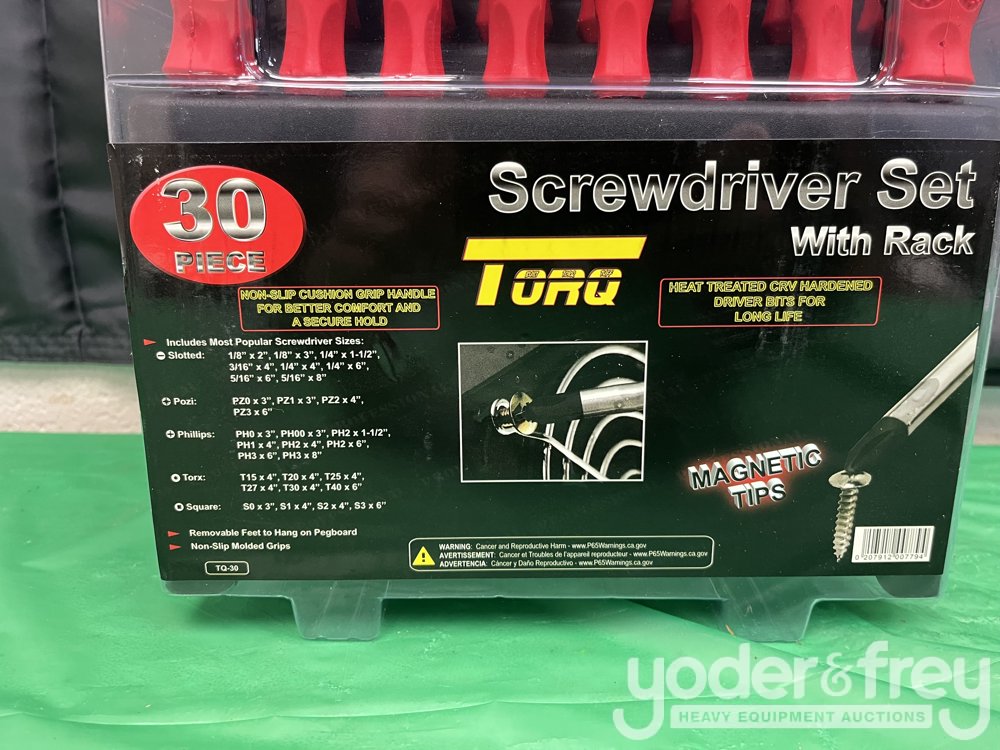 30
PIECE
Screwdriver Set
With Rack
TORQ
NON-SLIP CUSHION GRIP HANDLE
FOR BETTER COMFORT AND
A SECURE HOLD
HEAT TREATED CRV HARDENED
DRIVER BITS FOR
LONG LIFE
Includes Most Popular Screwdriver Sizes:
Slotted: 1/8" x 2", 1/8" x 3", 1/4" x 1-1/2",
3/16" x 4", 1/4" x 4", 1/4" x 6",
5/16" x 6", 5/16" x 8"
Pozi: PZ0 x 3", PZ1 x 3", PZ2 x 4",
PZ3 x 6"
Phillips: PH0 x 3", PH00 x 3", PH2 x 1-1/2",
PH1 x 4", PH2 x 4", PH2 x 6",
PH3 x 6", PH3 x 8"
Torx: T15 x 4", T20 x 4", T25 x 4",
T27 x 4", T30 x 4", T40 x 6"
Square: S0 x 3", S1 x 4", S2 x 4", S3 x 6"
Removable Feet to Hang on Pegboard
Non-Slip Molded Grips
TQ-30
MAGNETIC
TIPS
WARNING: Cancer and Reproductive Harm - www.P65Warnings.ca.gov
AVERTISSEMENT: Cancer et Troubles de l'appareil reproducteur - www.P65Warnings.ca.gov
ADVERTENCIA: Cáncer y Daño Reproductivo - www.P65Warnings.ca.gov
0 207912 007794
yoder&frey
HEAVY EQUIPMENT AUCTIONS